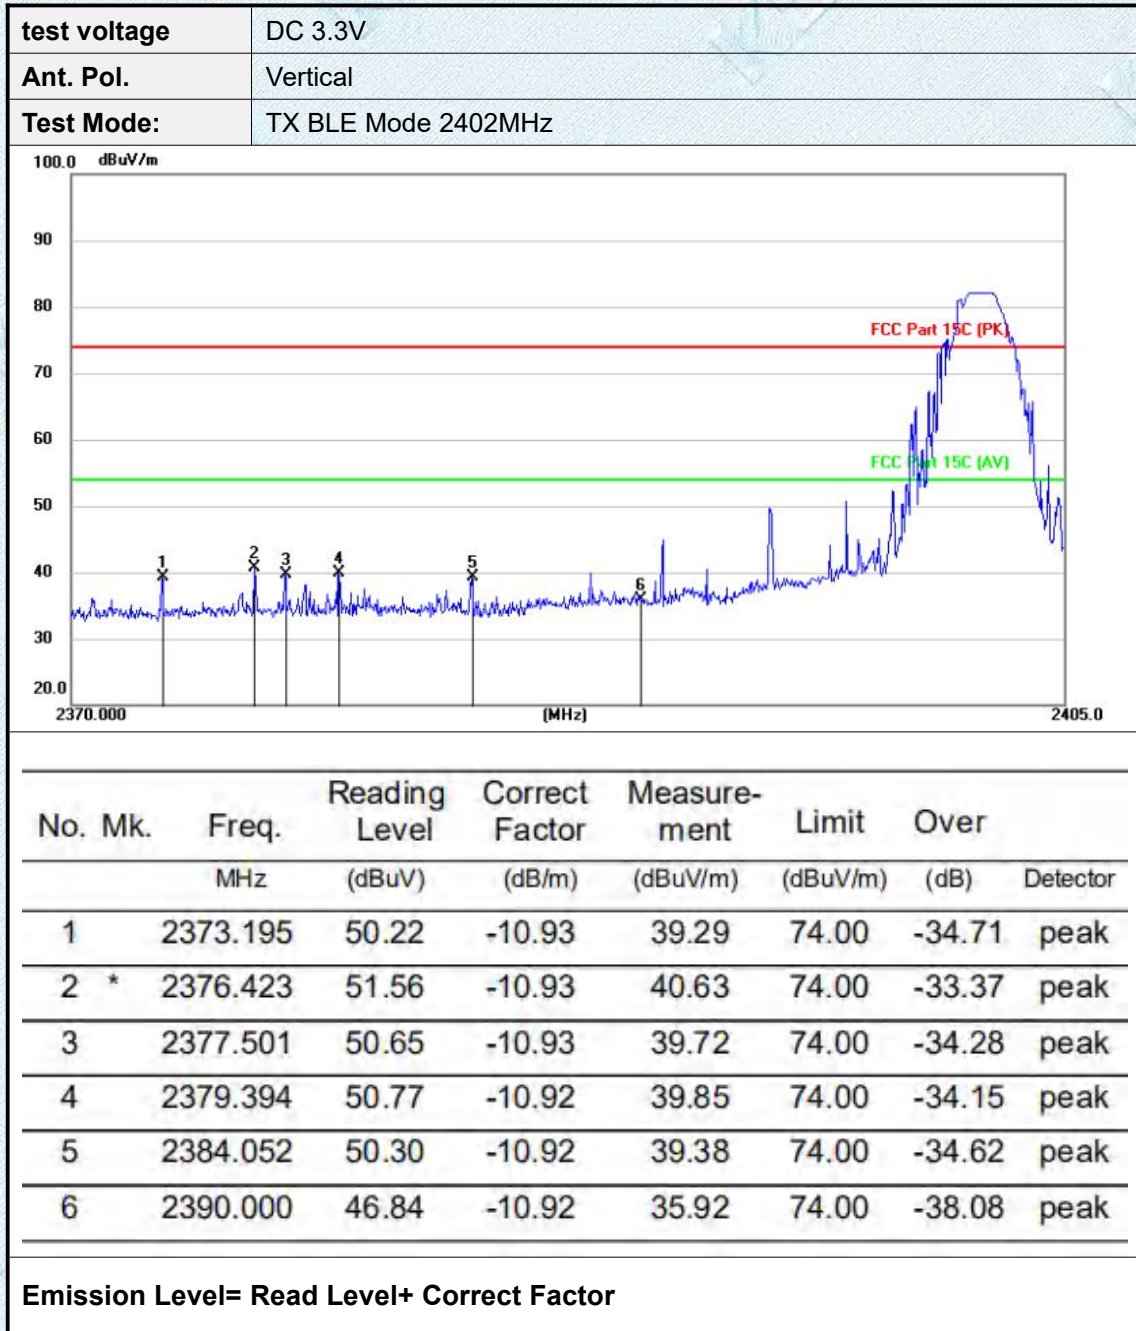 test voltage DC 3.3V
Ant. Pol. Vertical
Test Mode: TX BLE Mode 2402MHz
100.0 dBuV/m
90
80
FCC Part 15C (PK)
70
60
FCC Part 15C (AV)
50
1 2 3 4 5 6
40
30
20.0
2370.000 (MHz) 2405.0
No. Mk. Freq. Reading Level Correct Factor Measure-ment Limit Over
MHz (dBuV) (dB/m) (dBuV/m) (dBuV/m) (dB) Detector
1 2373.195 50.22 -10.93 39.29 74.00 -34.71 peak
2 * 2376.423 51.56 -10.93 40.63 74.00 -33.37 peak
3 2377.501 50.65 -10.93 39.72 74.00 -34.28 peak
4 2379.394 50.77 -10.92 39.85 74.00 -34.15 peak
5 2384.052 50.30 -10.92 39.38 74.00 -34.62 peak
6 2390.000 46.84 -10.92 35.92 74.00 -38.08 peak
Emission Level= Read Level+ Correct Factor